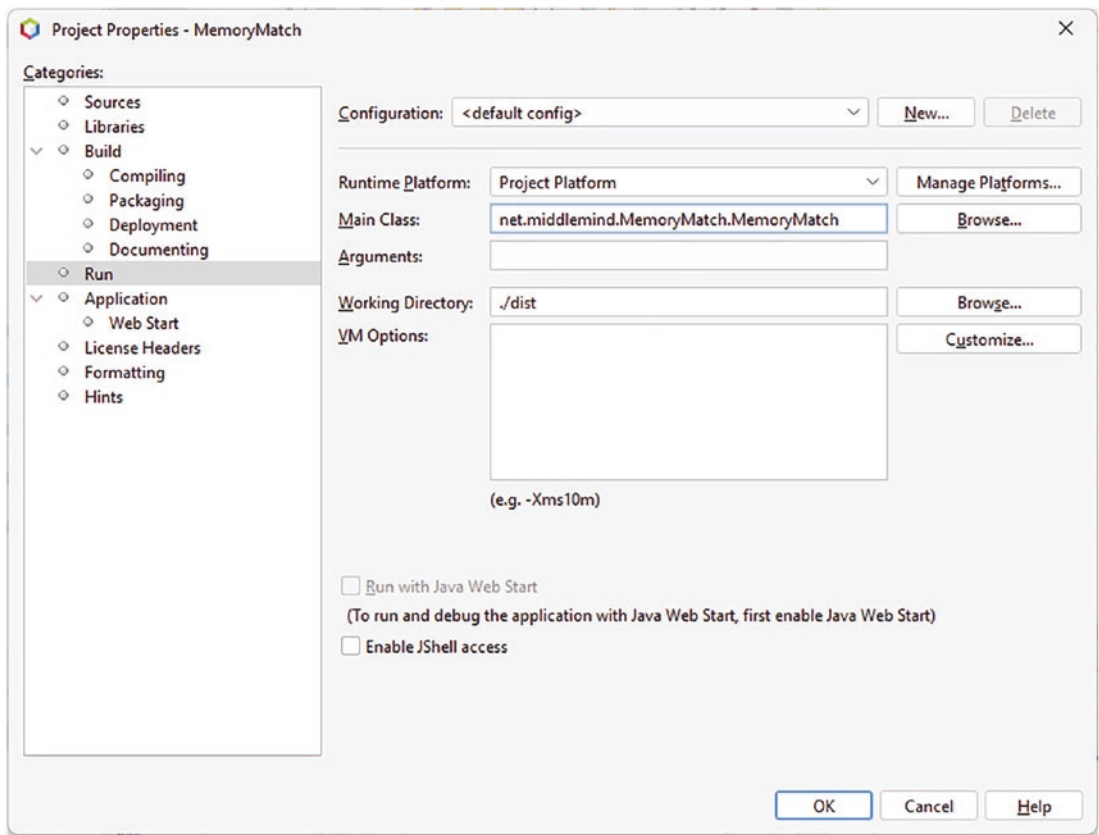 Project Properties - MemoryMatch
Categories:
Sources
Libraries
Build
Compiling
Packaging
Deployment
Documenting
Run
Application
Web Start
License Headers
Formatting
Hints
Configuration: <default config> New... Delete
Runtime Platform: Project Platform Manage Platforms...
Main Class: net.middlemind.MemoryMatch.MemoryMatch Browse...
Arguments:
Working Directory: ./dist Browse...
VM Options: Customize...
(e.g. -Xms10m)
Run with Java Web Start
(To run and debug the application with Java Web Start, first enable Java Web Start)
Enable JShell access
OK Cancel Help